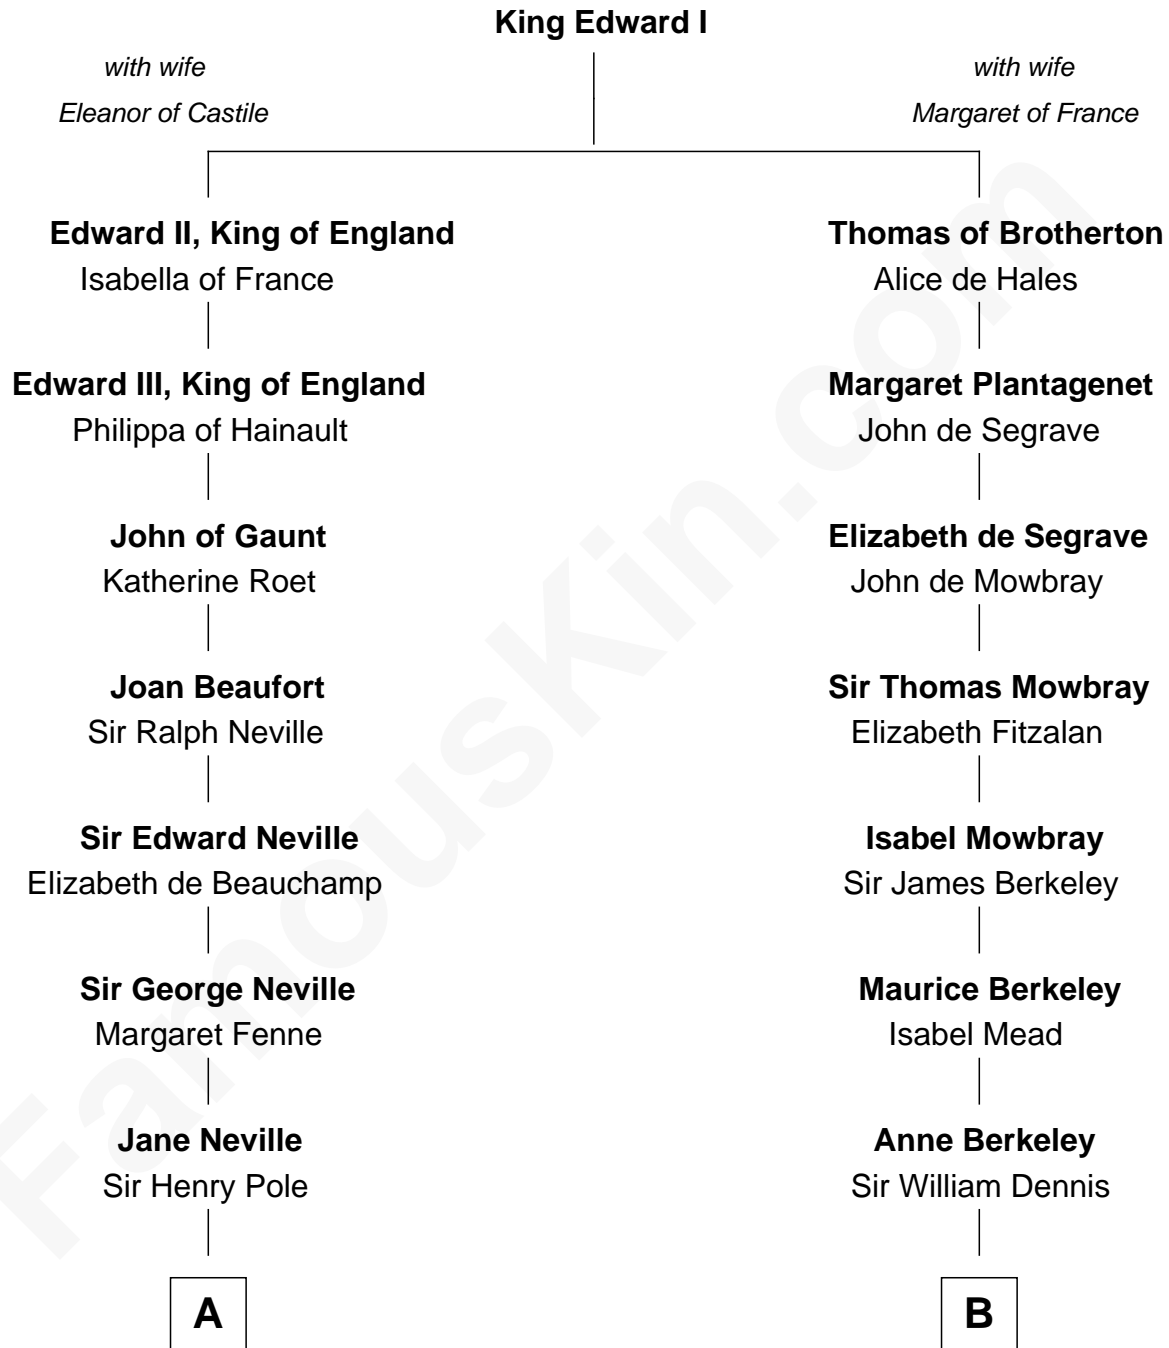 King Edward I
with wife
Eleanor of Castile
with wife
Margaret of France
Edward II, King of England
Isabella of France
Thomas of Brotherton
Alice de Hales
Edward III, King of England
Philippa of Hainault
Margaret Plantagenet
John de Segrave
John of Gaunt
Katherine Roet
Elizabeth de Segrave
John de Mowbray
Joan Beaufort
Sir Ralph Neville
Sir Thomas Mowbray
Elizabeth Fitzalan
Sir Edward Neville
Elizabeth de Beauchamp
Isabel Mowbray
Sir James Berkeley
Sir George Neville
Margaret Fenne
Maurice Berkeley
Isabel Mead
Jane Neville
Sir Henry Pole
Anne Berkeley
Sir William Dennis
A
B
FamousKin.com